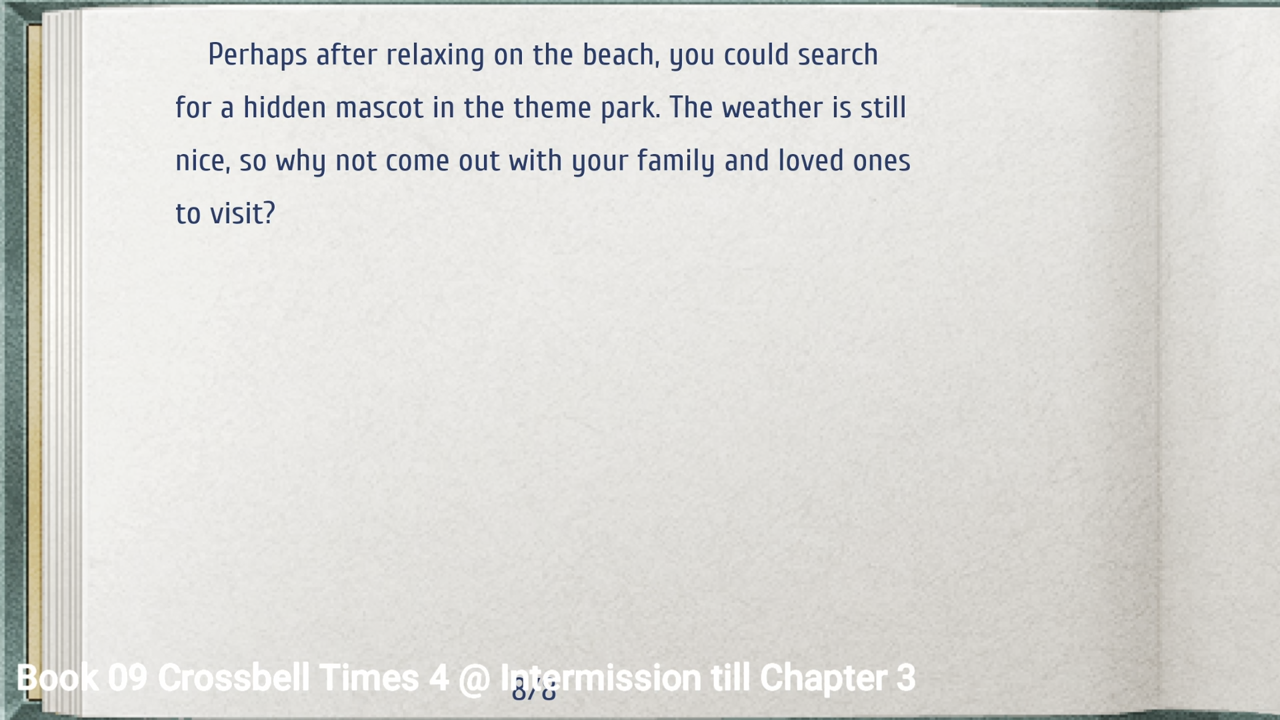 Perhaps after relaxing on the beach, you could search
for a hidden mascot in the theme park. The weather is still
nice, so why not come out with your family and loved ones
to visit?
Book 09 Crossbell Times 4 @ Intermission till Chapter 3
8/8